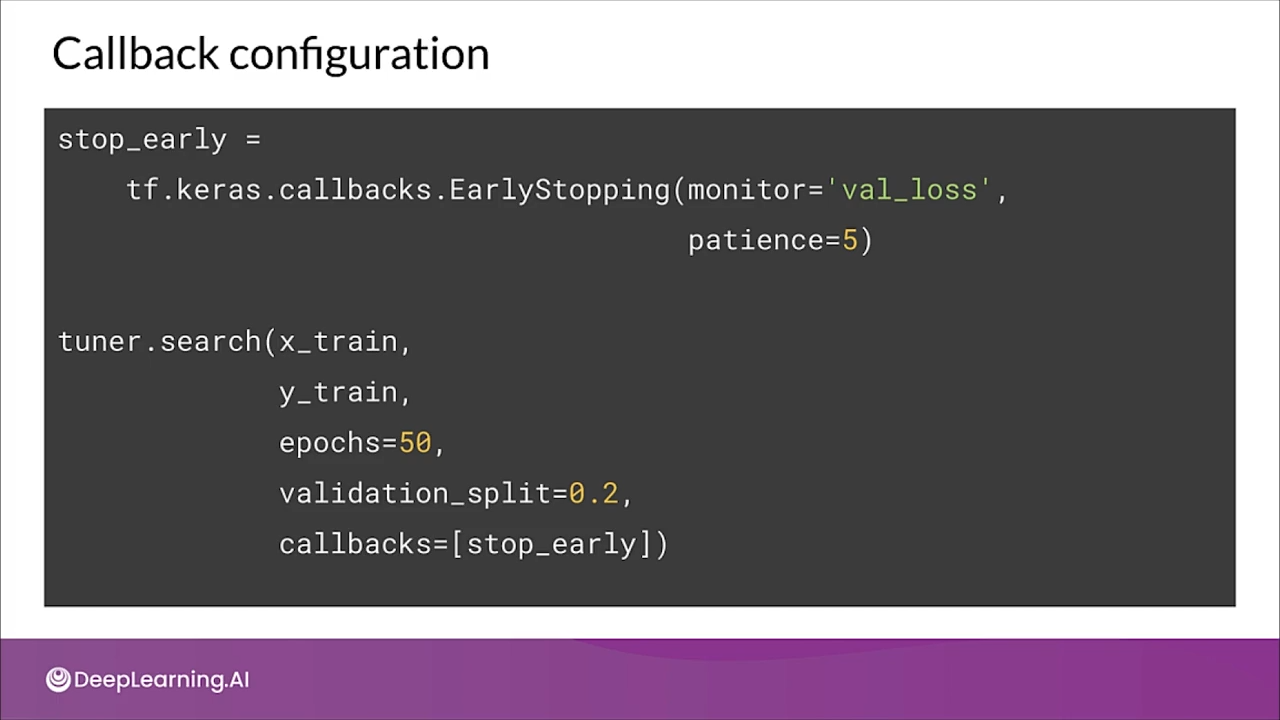 Callback configuration
stop_early =
    tf.keras.callbacks.EarlyStopping(monitor='val_loss',
                                     patience=5)
tuner.search(x_train,
             y_train,
             epochs=50,
             validation_split=0.2,
             callbacks=[stop_early])
DeepLearning.AI